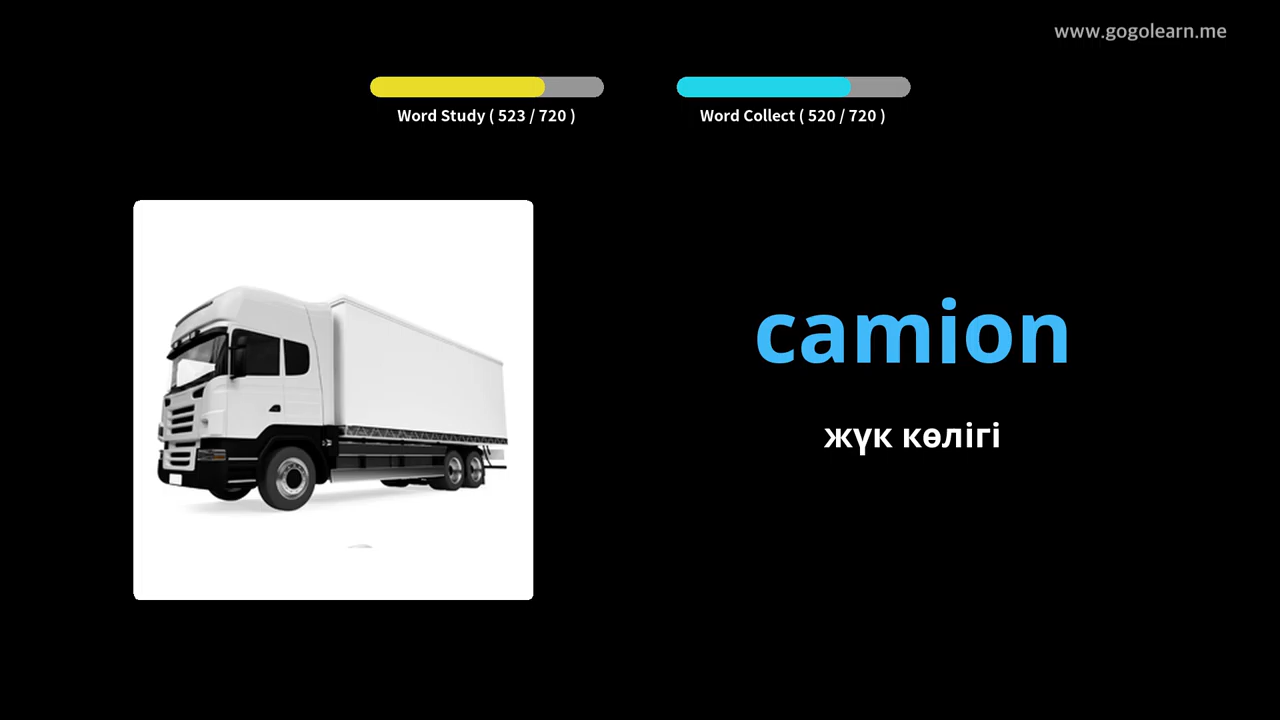 www.gogolearn.me
Word Study ( 523 / 720 )
Word Collect ( 520 / 720 )
camion
жүк көлігі